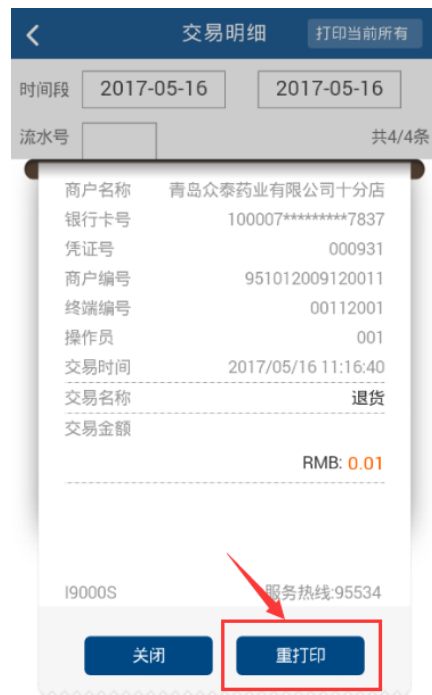 交易明细 打印当前所有
时间段 2017-05-16 2017-05-16
流水号 共4/4条
商户名称 青岛众泰药业有限公司十分店
银行卡号 100007*********7837
凭证号 000931
商户编号 951012009120011
终端编号 00112001
操作员 001
交易时间 2017/05/16 11:16:40
交易名称 退货
交易金额
RMB: 0.01
I9000S 服务热线:95534
关闭 重打印